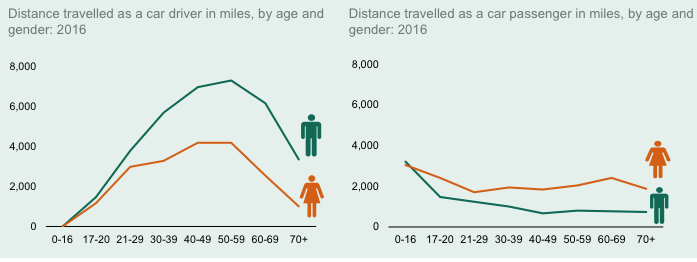 Distance travelled as a car driver in miles, by age and
gender: 2016
8,000
6,000
4,000
2,000
0
0-16 17-20 21-29 30-39 40-49 50-59 60-69 70+
Distance travelled as a car passenger in miles, by age and
gender: 2016
8,000
6,000
4,000
2,000
0
0-16 17-20 21-29 30-39 40-49 50-59 60-69 70+